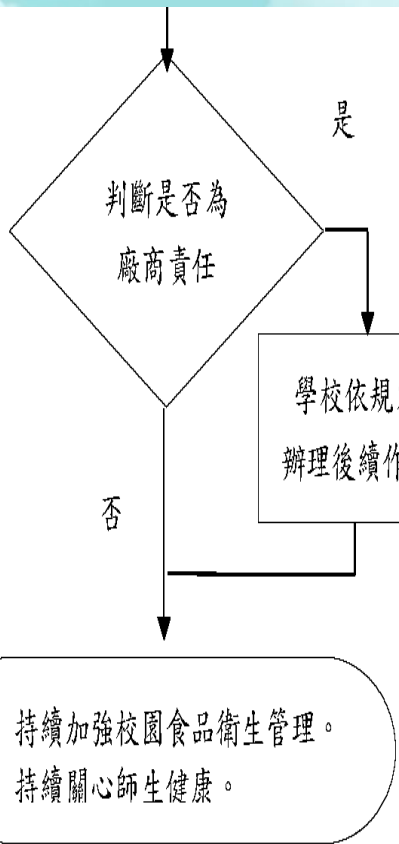 是
判斷是否為
廠商責任
學校依規
辦理後續作
否
持續加強校園食品衛生管理。
持續關心師生健康。